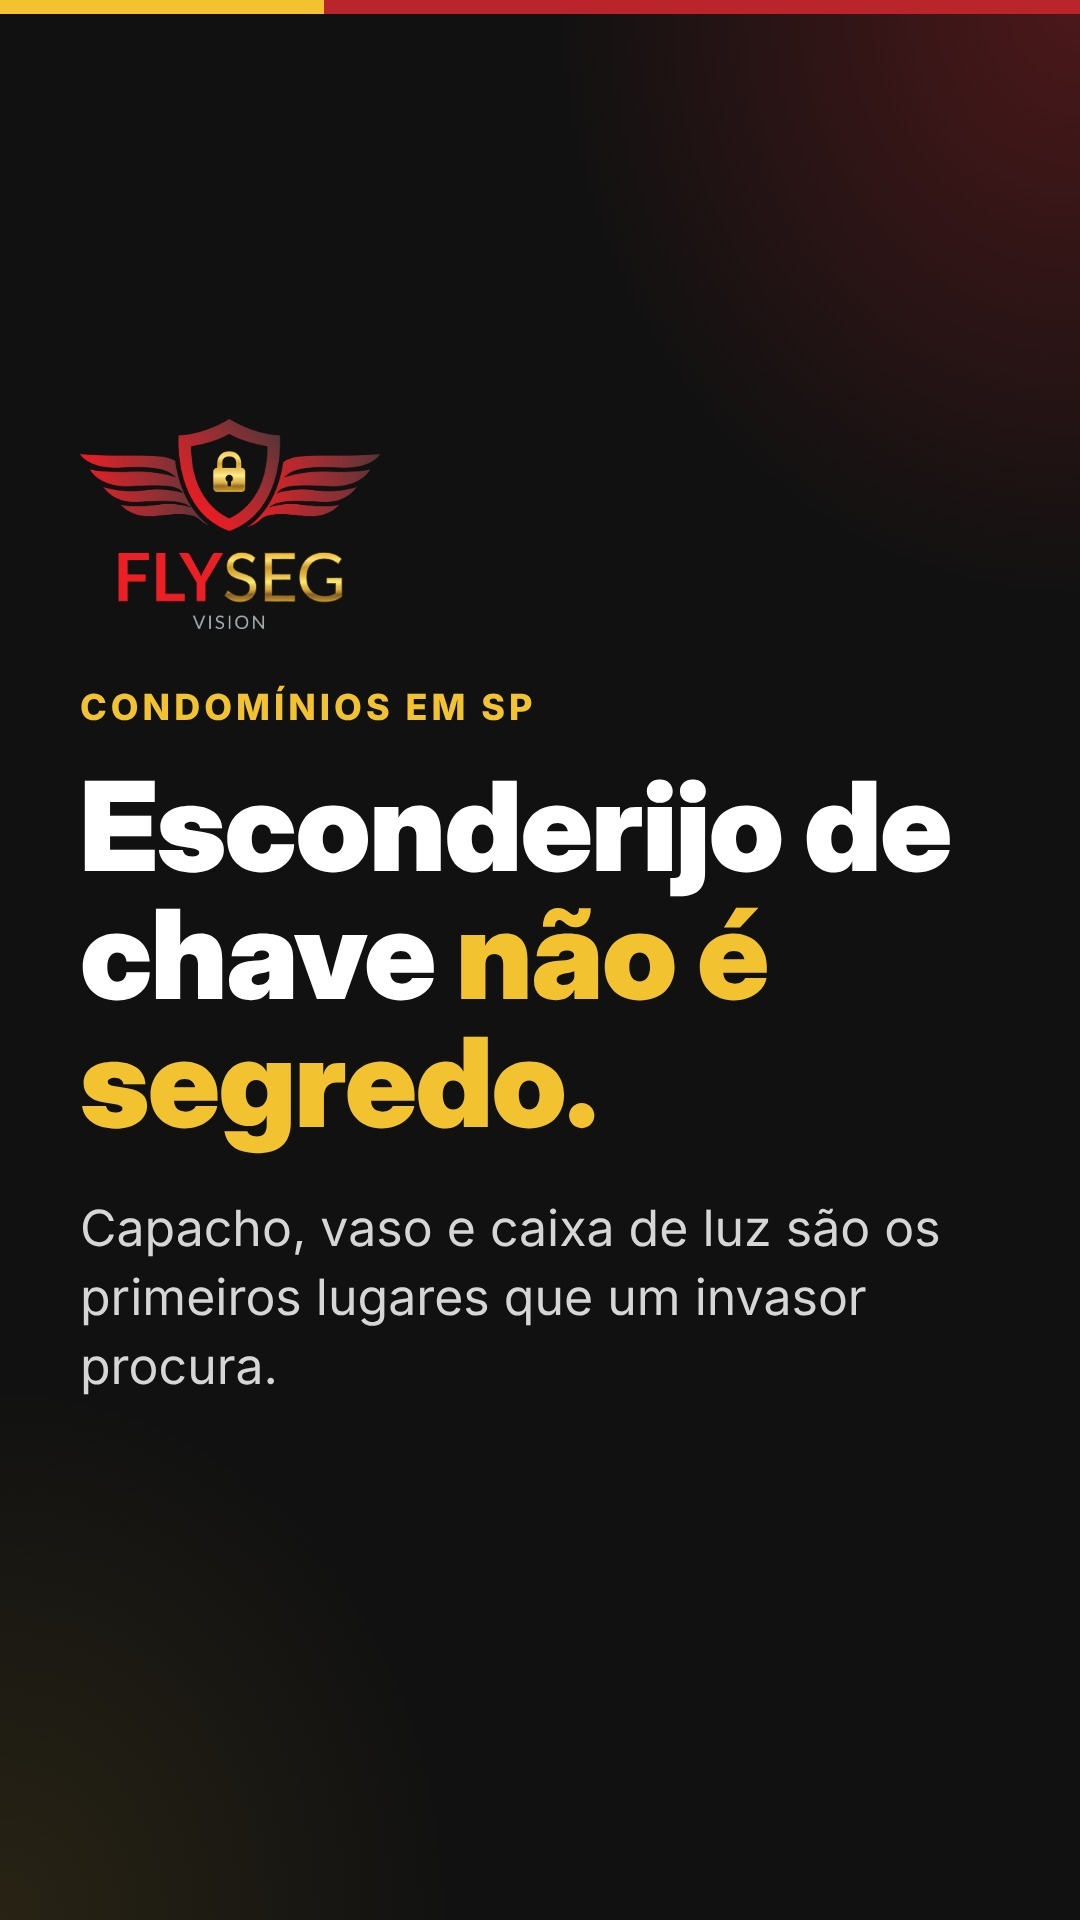 FLYSEG
VISION
CONDOMÍNIOS EM SP
Esconderijo de
chave não é
segredo.
Capacho, vaso e caixa de luz são os
primeiros lugares que um invasor
procura.